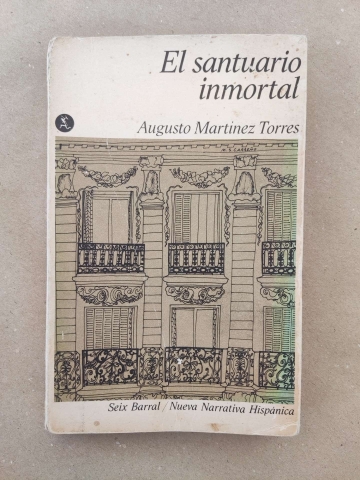 El santuario
inmortal
Augusto Martínez Torres
Seix Barral / Nueva Narrativa Hispánica